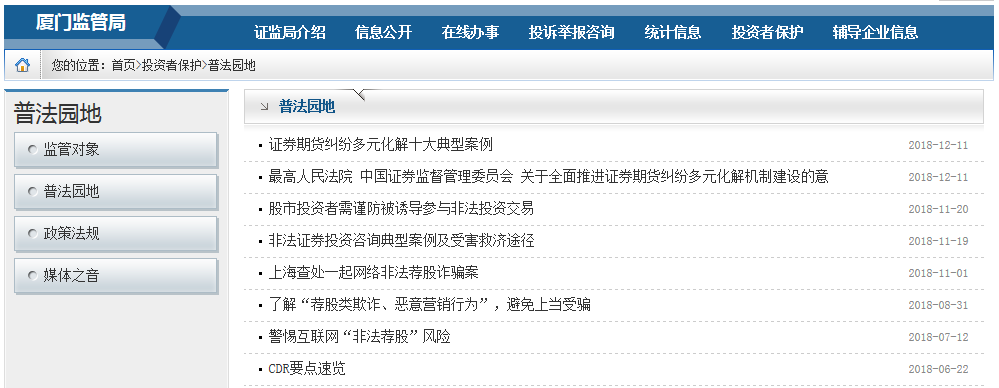 厦门监管局
证监局介绍 信息公开 在线办事 投诉举报咨询 统计信息 投资者保护 辅导企业信息
您的位置：首页>投资者保护>普法园地
普法园地
监管对象
普法园地
政策法规
媒体之音
普法园地
证券期货纠纷多元化解十大典型案例 2018-12-11
最高人民法院 中国证券监督管理委员会 关于全面推进证券期货纠纷多元化解机制建设的意 2018-12-11
股市投资者需谨防被诱导参与非法投资交易 2018-11-20
非法证券投资咨询典型案例及受害救济途径 2018-11-19
上海查处一起网络非法荐股诈骗案 2018-11-01
了解“荐股类欺诈、恶意营销行为”，避免上当受骗 2018-08-31
警惕互联网“非法荐股”风险 2018-07-12
CDR要点速览 2018-06-22